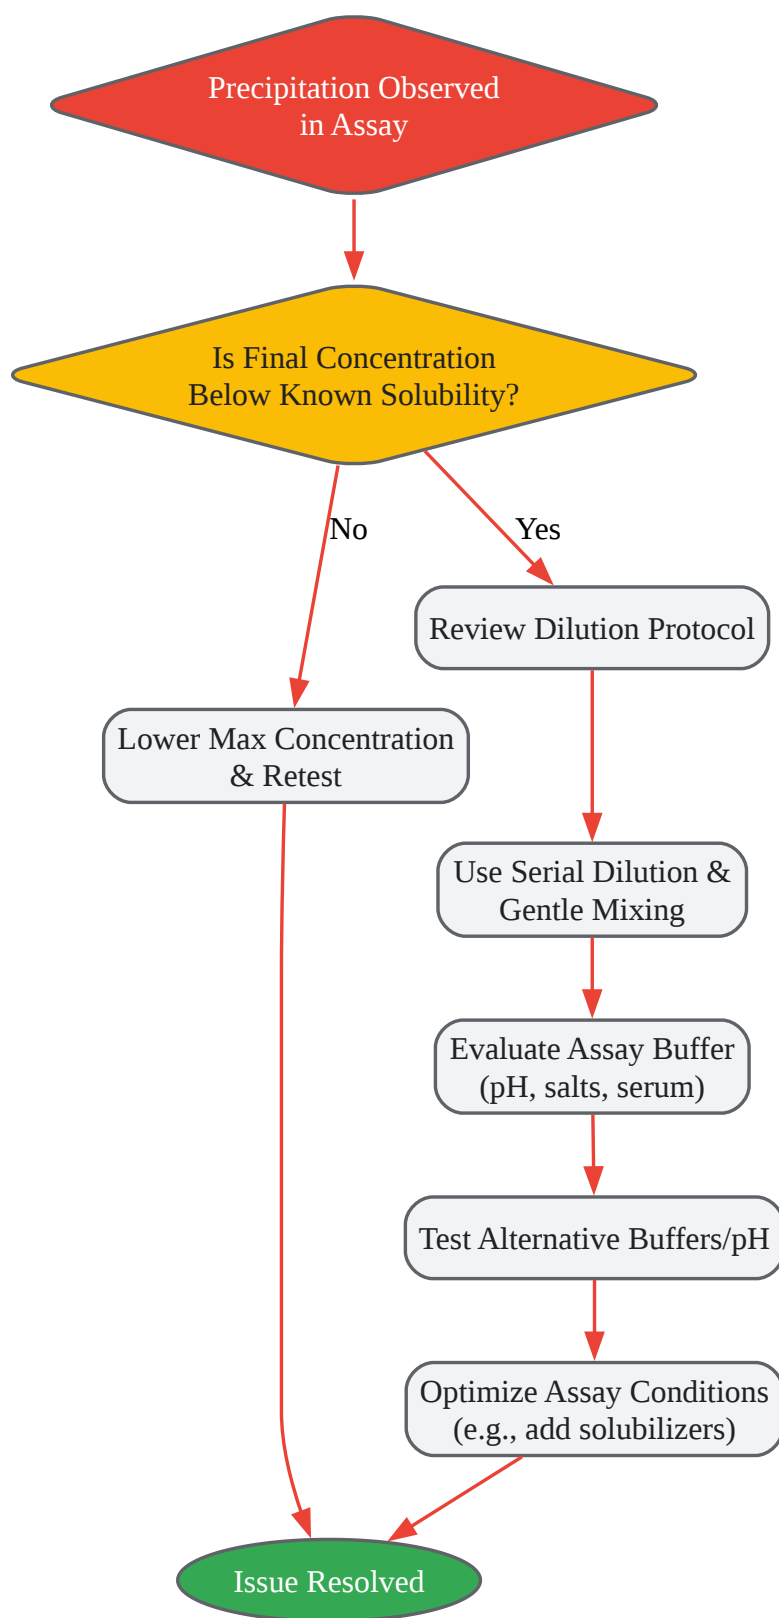 Precipitation Observed
in Assay
Is Final Concentration
Below Known Solubility?
No
Yes
Review Dilution Protocol
Lower Max Concentration
& Retest
Use Serial Dilution &
Gentle Mixing
Evaluate Assay Buffer
(pH, salts, serum)
Test Alternative Buffers/pH
Optimize Assay Conditions
(e.g., add solubilizers)
Issue Resolved